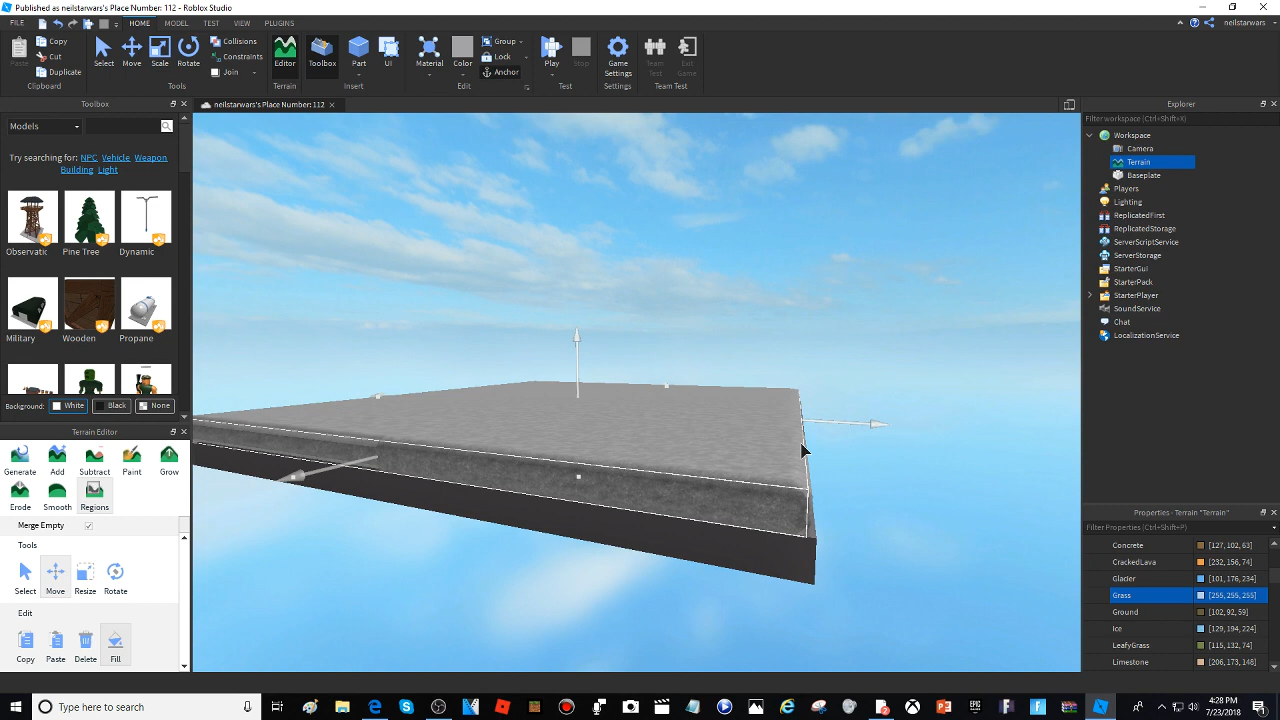 Published as neilstarwars's Place Number: 112 - Roblox Studio
FILE HOME MODEL TEST VIEW PLUGINS neilstarwars
Paste Copy Cut Duplicate Select Move Scale Rotate Collisions Constraints Join Editor Toolbox Part UI Material Color Group Lock Anchor Play Stop Game Settings Team Test Exit Game
Clipboard Tools Terrain Insert Edit Test Settings Team Test
Toolbox
neilstarwars's Place Number: 112
Explorer
Models
Filter workspace (Ctrl+Shift+X)
Try searching for: NPC Vehicle Weapon
Building Light
Observatic Pine Tree Dynamic
Military Wooden Propane
Background: White Black None
Terrain Editor
Generate Add Subtract Paint Grow
Erode Smooth Regions
Merge Empty
Tools
Select Move Resize Rotate
Edit
Copy Paste Delete Fill
Workspace
Camera
Terrain
Baseplate
Players
Lighting
ReplicatedFirst
ReplicatedStorage
ServerScriptService
ServerStorage
StarterGui
StarterPack
StarterPlayer
SoundService
Chat
LocalizationService
Properties - Terrain "Terrain"
Filter Properties (Ctrl+Shift+P)
Concrete [127, 102, 63]
CrackedLava [232, 156, 74]
Glacier [101, 176, 234]
Grass [255, 255, 255]
Ground [102, 92, 59]
Ice [129, 194, 224]
LeafyGrass [115, 132, 74]
Limestone [206, 173, 148]
Type here to search
4:28 PM
7/23/2018